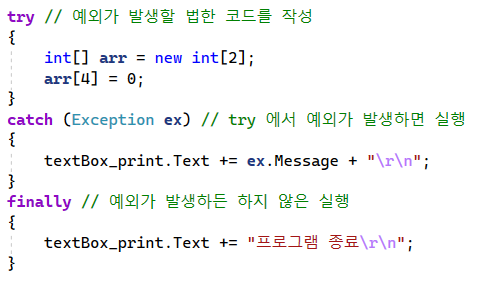 try // 예외가 발생할 법한 코드를 작성
{
    int[] arr = new int[2];
    arr[4] = 0;
}
catch (Exception ex) // try 에서 예외가 발생하면 실행
{
    textBox_print.Text += ex.Message + "\r\n";
}
finally // 예외가 발생하든 하지 않은 실행
{
    textBox_print.Text += "프로그램 종료\r\n";
}